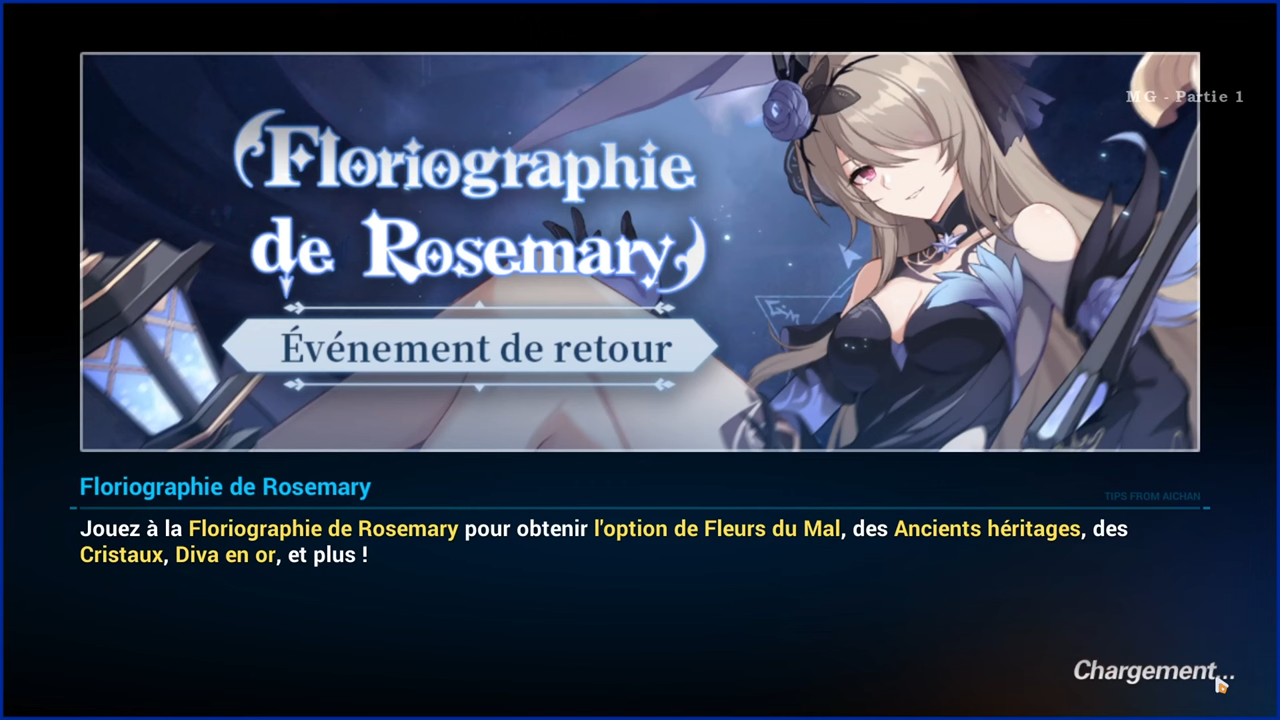 MG - Partie 1
Floriographie
de Rosemary
Événement de retour
Floriographie de Rosemary
TIPS FROM AICHAN
Jouez à la Floriographie de Rosemary pour obtenir l'option de Fleurs du Mal, des Anciens héritages, des
Cristaux, Diva en or, et plus !
Chargement...